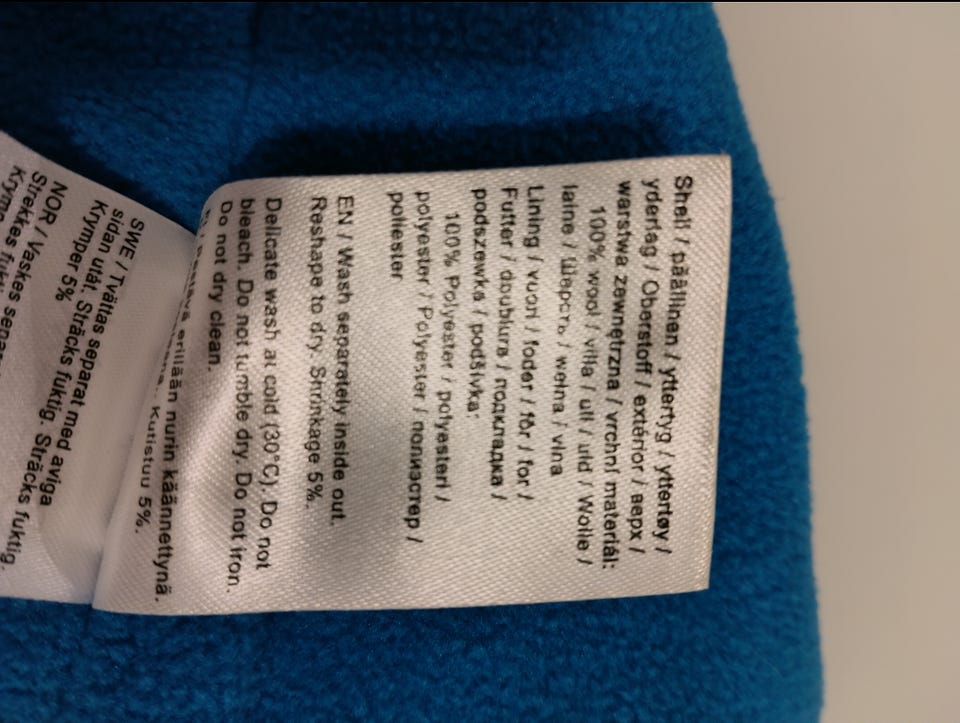 Shell / päällinen / yttertyg / yttertøy /
yderlag / Oberstoff / extérior / верх /
warstwa zewnętrzna / vrchní materiál:
100% wool / villa / ull / uld / Wolle /
laine / Шерсть / wełna / vlna
Lining / vuori / foder / fôr / for /
Futter / doublure / подкладка /
podszewka / podšívka:
100% Polyester / polyesteri /
polyester / Polyester / полиэстер /
poliester
EN / Wash separately inside out.
Reshape to dry. Shrinkage 5%.
Delicate wash at cold (30°C). Do not
bleach. Do not tumble dry. Do not iron.
Do not dry clean.
erillään nurin käännettynä.
Kutistuu 5%.
SWE / Tvättas separat med aviga
sidan utåt. Sträcks fuktig. Sträcks fuktig.
Krymper 5%
NOR / Vaskes separat
Strekkes